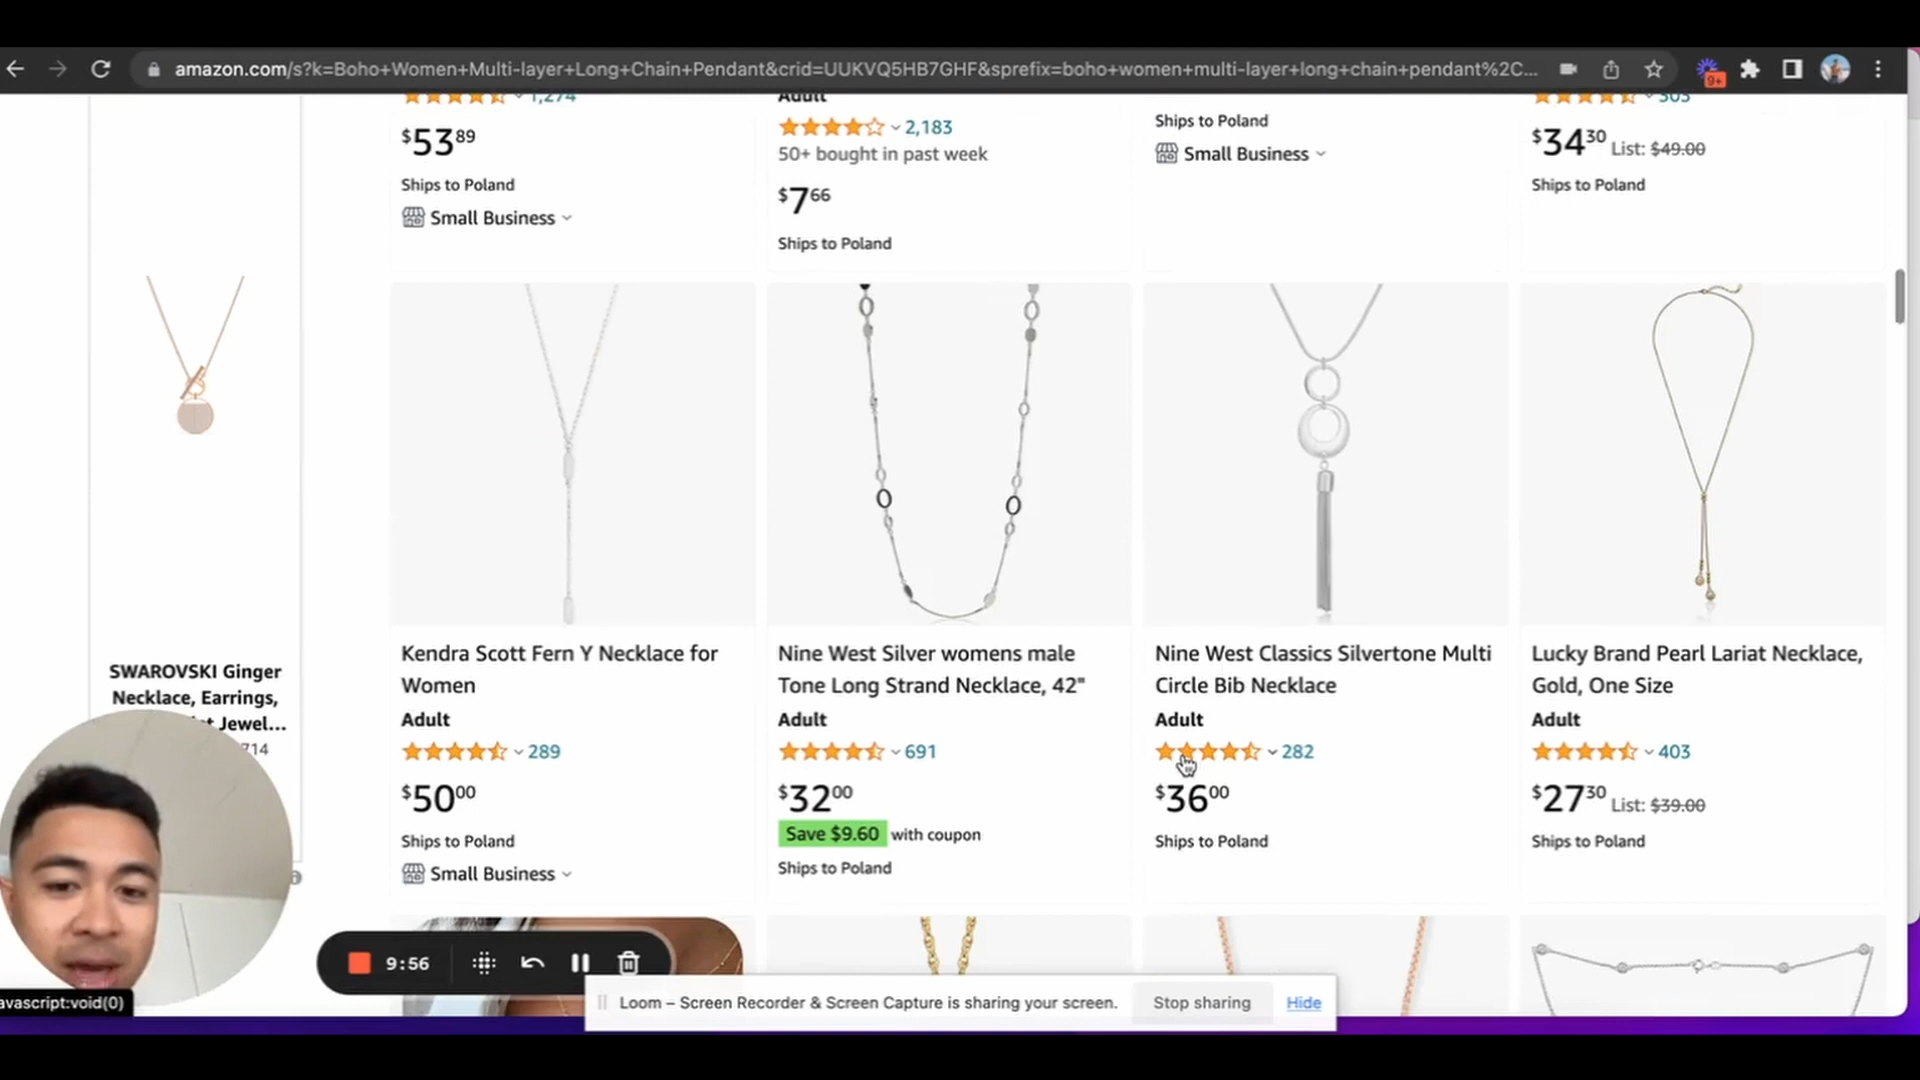 amazon.com/s?k=Boho+Women+Multi-layer+Long+Chain+Pendant&crid=UUKVQ5HB7GHF&sprefix=boho+women+multi-layer+long+chain+pendant%2C...
9+
1,274
$53 89
Ships to Poland
Small Business
Adult
2,183
50+ bought in past week
$7 66
Ships to Poland
Ships to Poland
Small Business
303
$34 30 List: $49.00
Ships to Poland
SWAROVSKI Ginger
Necklace, Earrings,
Jewel...
714
Kendra Scott Fern Y Necklace for
Women
Adult
289
$50 00
Ships to Poland
Small Business
Nine West Silver womens male
Tone Long Strand Necklace, 42"
Adult
691
$32 00
Save $9.60 with coupon
Ships to Poland
Nine West Classics Silvertone Multi
Circle Bib Necklace
Adult
282
$36 00
Ships to Poland
Lucky Brand Pearl Lariat Necklace,
Gold, One Size
Adult
403
$27 30 List: $39.00
Ships to Poland
9:56
avascript:void(0)
Loom – Screen Recorder & Screen Capture is sharing your screen.
Stop sharing
Hide